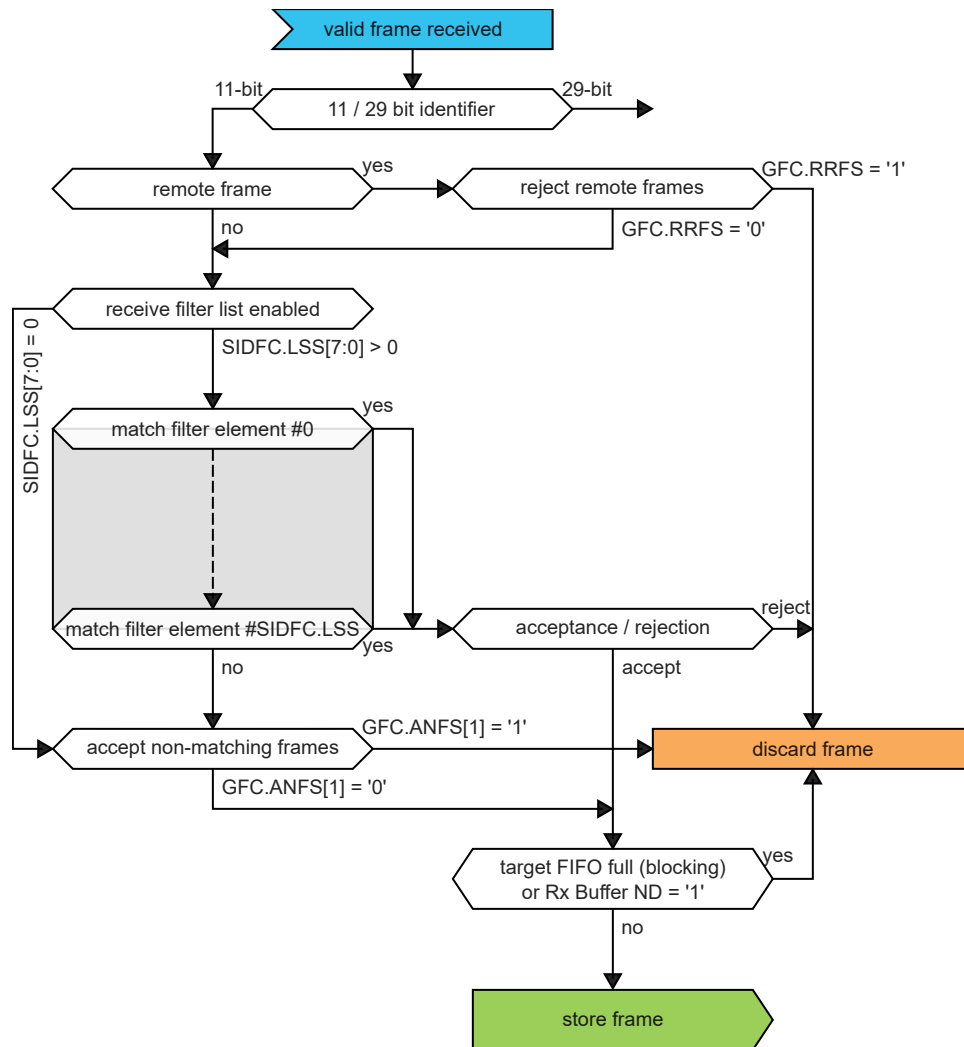 valid frame received
11-bit
29-bit
11 / 29 bit identifier
yes
GFC.RRFS = '1'
remote frame
reject remote frames
no
GFC.RRFS = '0'
receive filter list enabled
SIDFC.LSS[7:0] = 0
SIDFC.LSS[7:0] > 0
yes
match filter element #0
reject
match filter element #SIDFC.LSS
acceptance / rejection
yes
no
accept
GFC.ANFS[1] = '1'
accept non-matching frames
discard frame
GFC.ANFS[1] = '0'
yes
target FIFO full (blocking)
or Rx Buffer ND = '1'
no
store frame